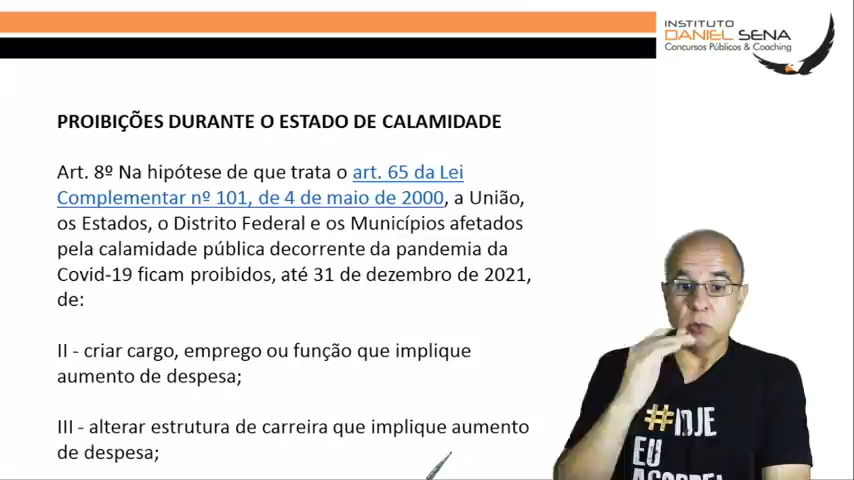 INSTITUTO
DANIEL SENA
Concursos Públicos & Coaching
PROIBIÇÕES DURANTE O ESTADO DE CALAMIDADE
Art. 8º Na hipótese de que trata o art. 65 da Lei
Complementar nº 101, de 4 de maio de 2000, a União,
os Estados, o Distrito Federal e os Municípios afetados
pela calamidade pública decorrente da pandemia da
Covid-19 ficam proibidos, até 31 de dezembro de 2021,
de:
II - criar cargo, emprego ou função que implique
aumento de despesa;
III - alterar estrutura de carreira que implique aumento
de despesa;
EU